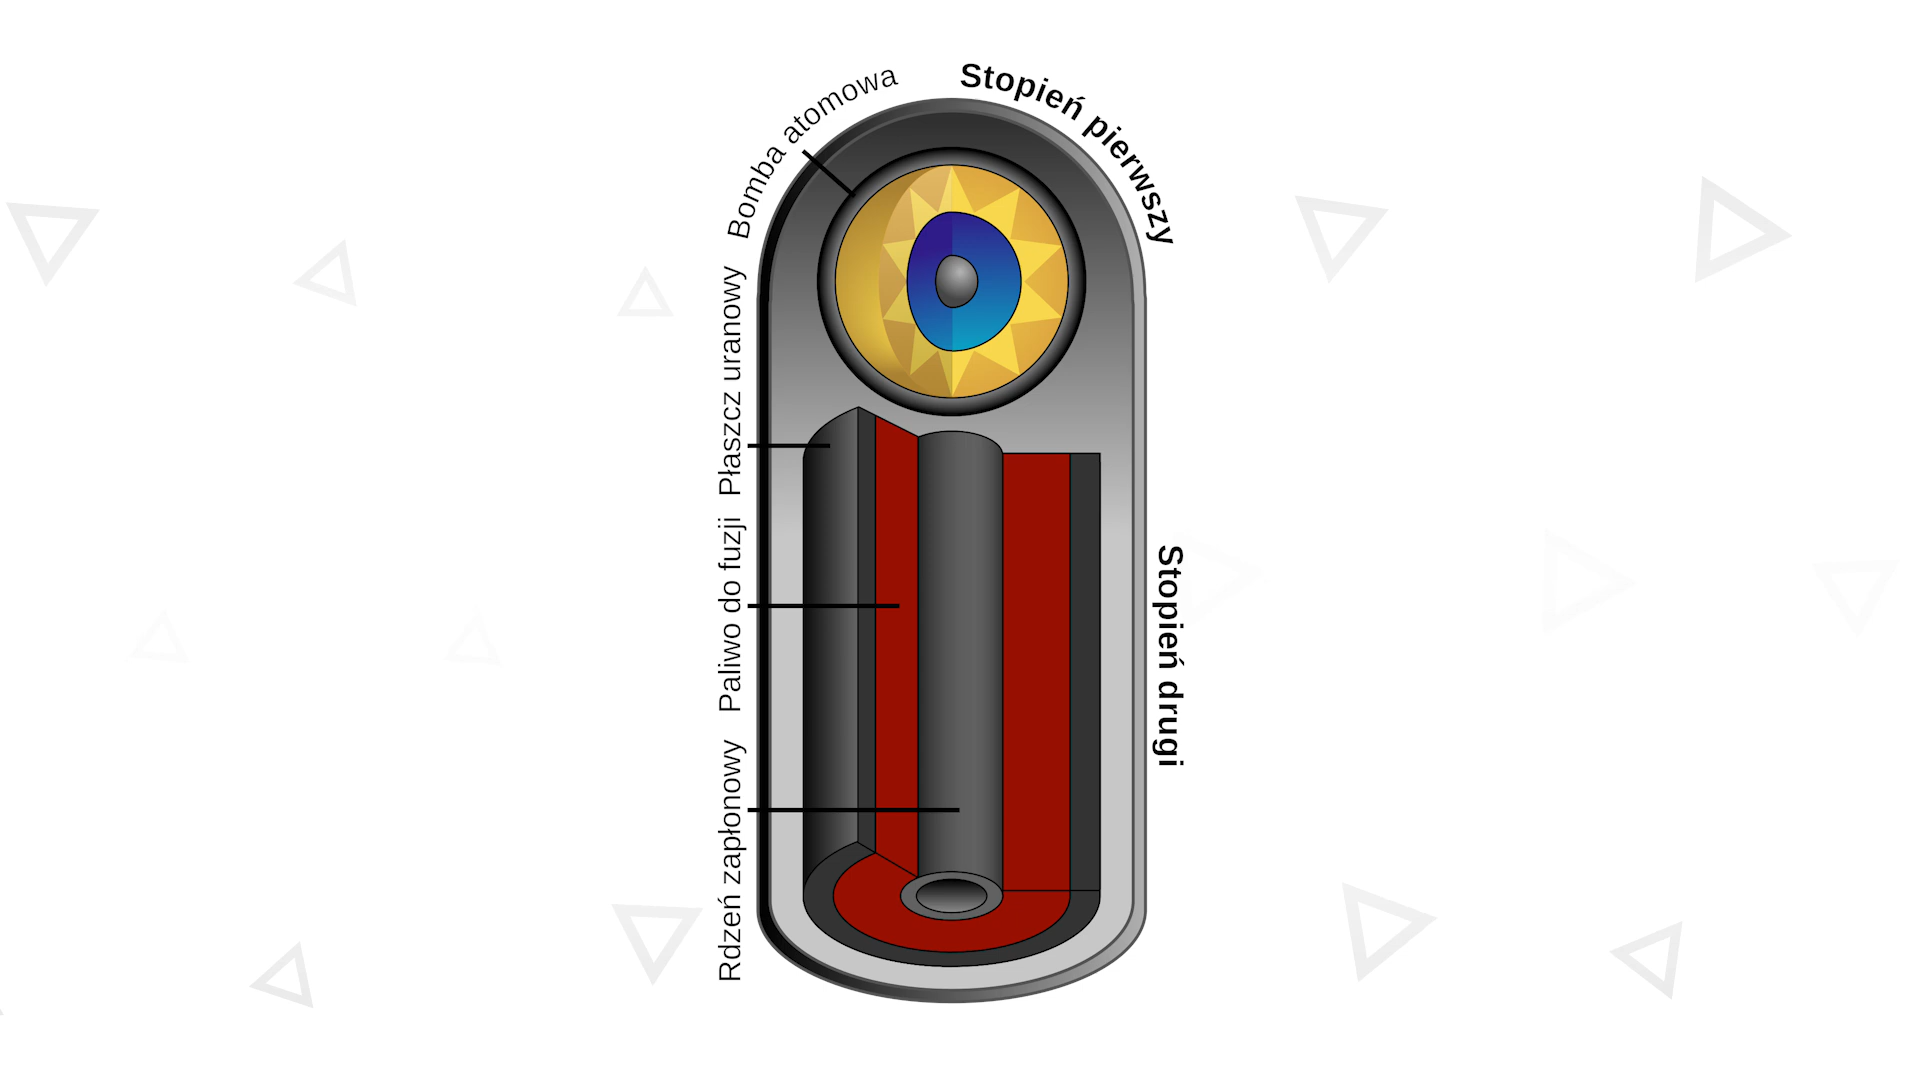 Stopień pierwszy
Bomba atomowa
Płaszcz uranowy
Paliwo do fuzji
Rdzeń zapłonowy
Stopień drugi